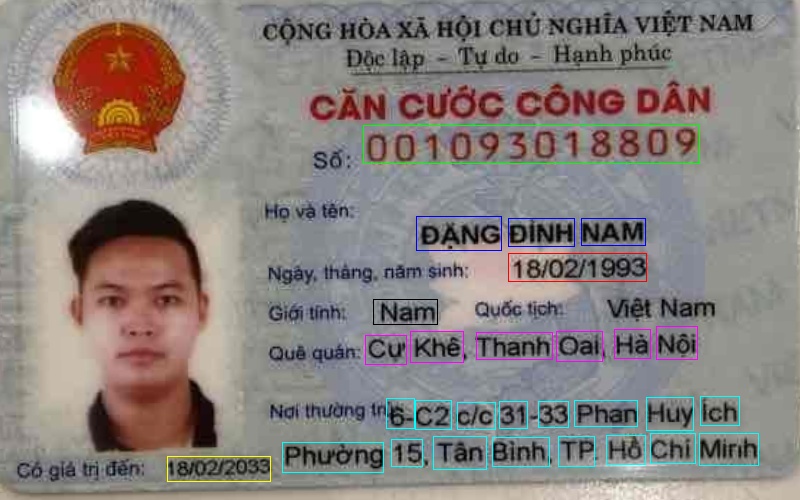 CỘNG HÒA XÃ HỘI CHỦ NGHĨA VIỆT NAM
Độc lập - Tự do - Hạnh phúc
CĂN CƯỚC CÔNG DÂN
Số: 001093018809
Họ và tên:
ĐẶNG ĐÌNH NAM
Ngày, tháng, năm sinh: 18/02/1993
Giới tính: Nam Quốc tịch: Việt Nam
Quê quán: Cự Khê, Thanh Oai, Hà Nội
Nơi thường trú: 6-C2 c/c 31-33 Phan Huy Ích
Phường 15, Tân Bình, TP. Hồ Chí Minh
Có giá trị đến: 18/02/2033